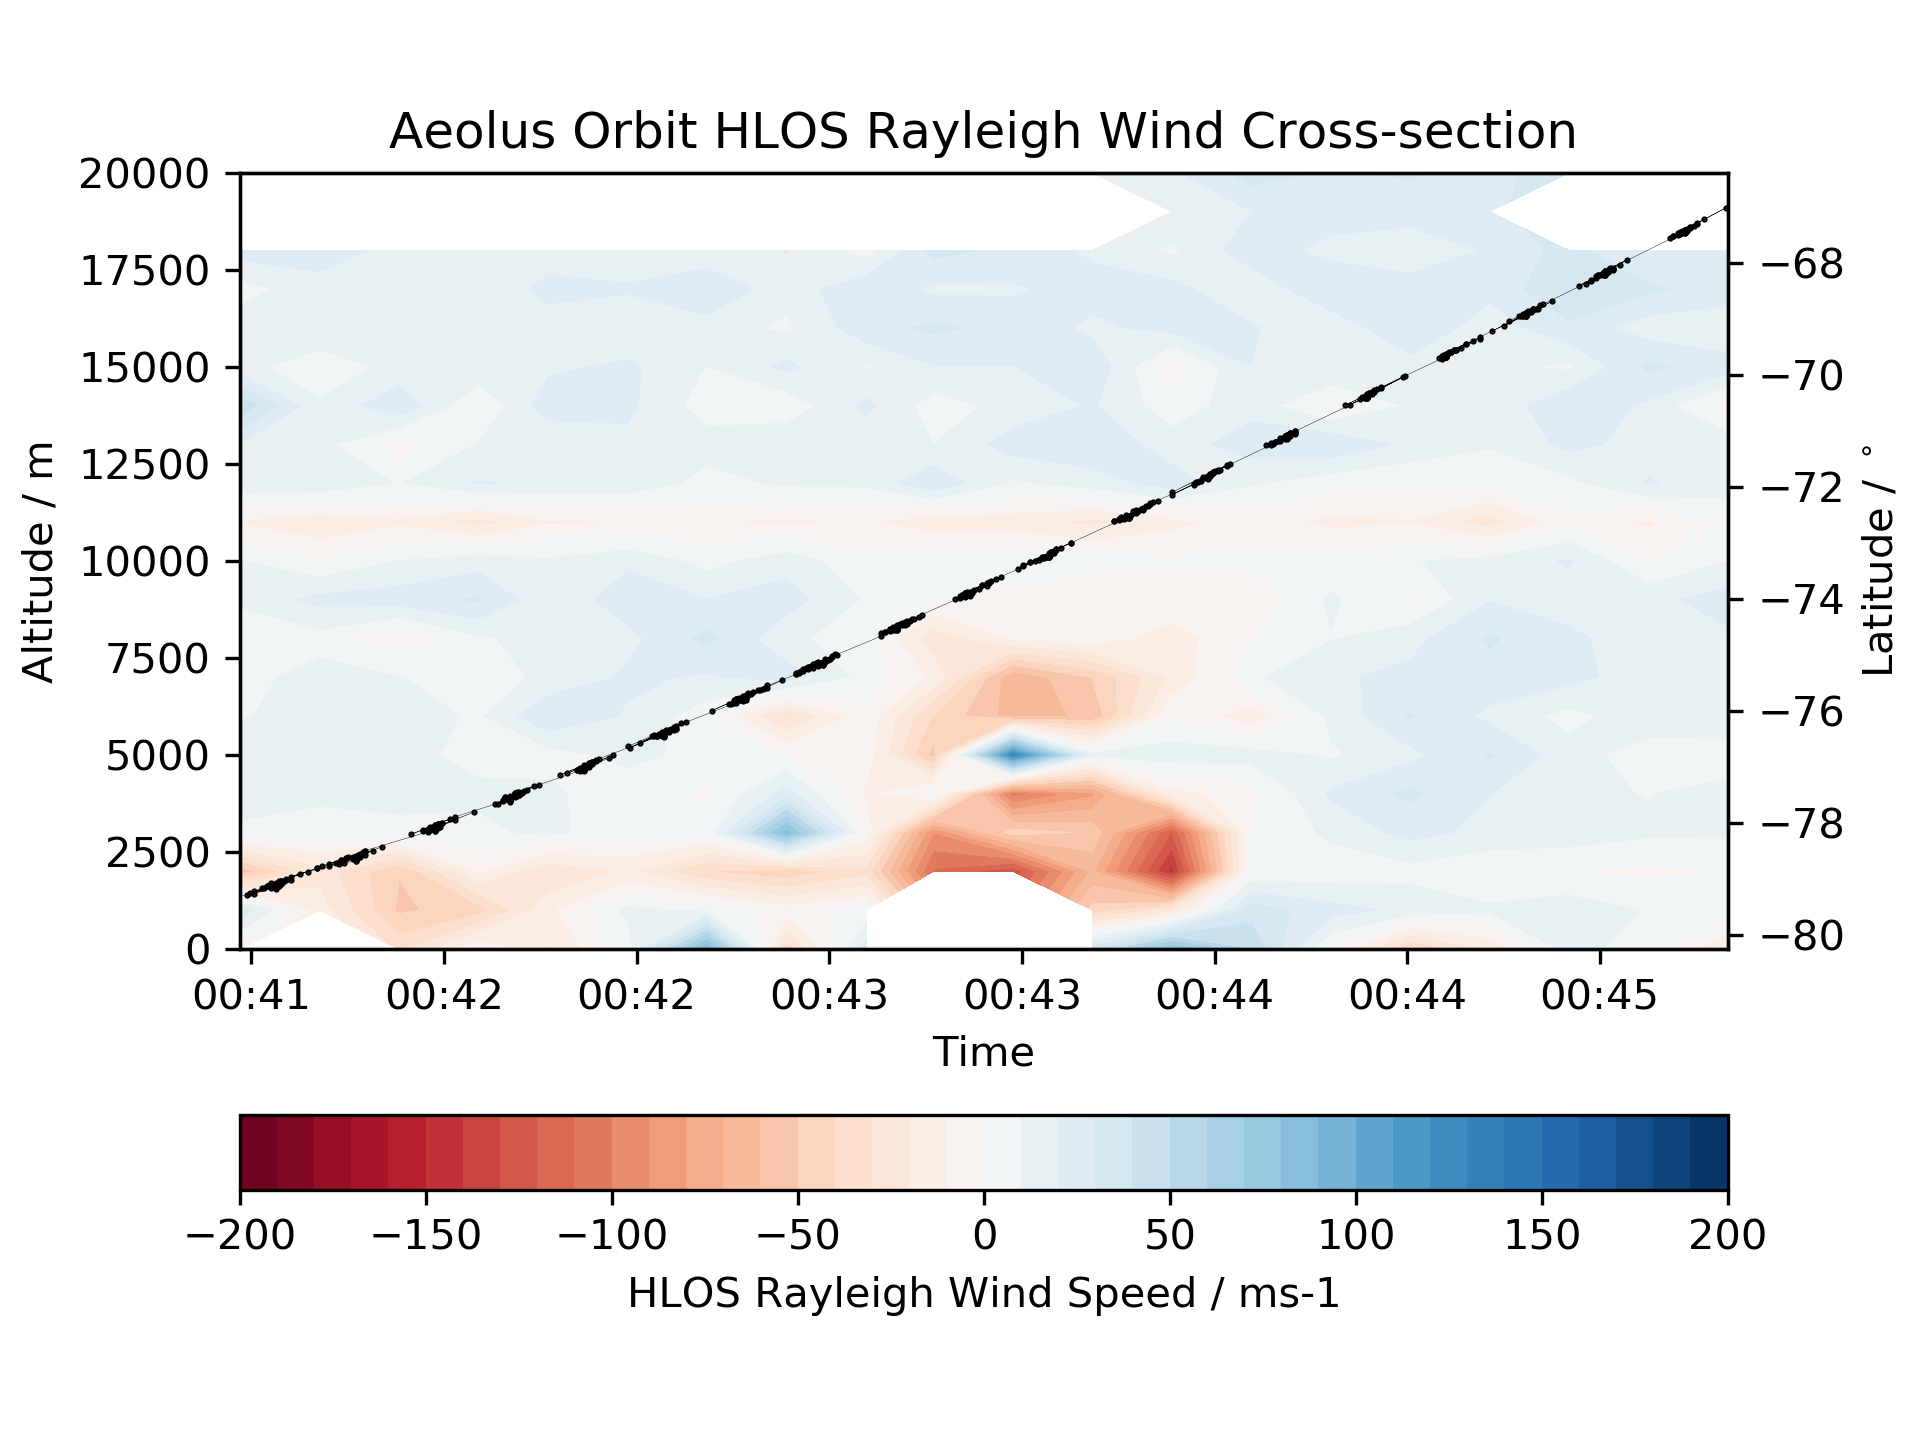 Aeolus Orbit HLOS Rayleigh Wind Cross-section
20000
17500
15000
12500
10000
7500
5000
2500
0
Altitude / m
−68
−70
−72
−74
−76
−78
−80
Latitude / °
00:41 00:42 00:42 00:43 00:43 00:44 00:44 00:45
Time
−200 −150 −100 −50 0 50 100 150 200
HLOS Rayleigh Wind Speed / ms-1